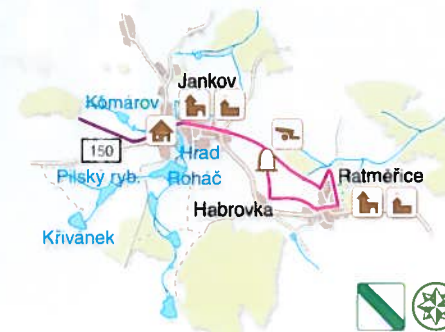 Jankov
Komárov
150
Hrad
Pilský ryb.
Roháč
Ratměřice
Habrovka
Křivánek